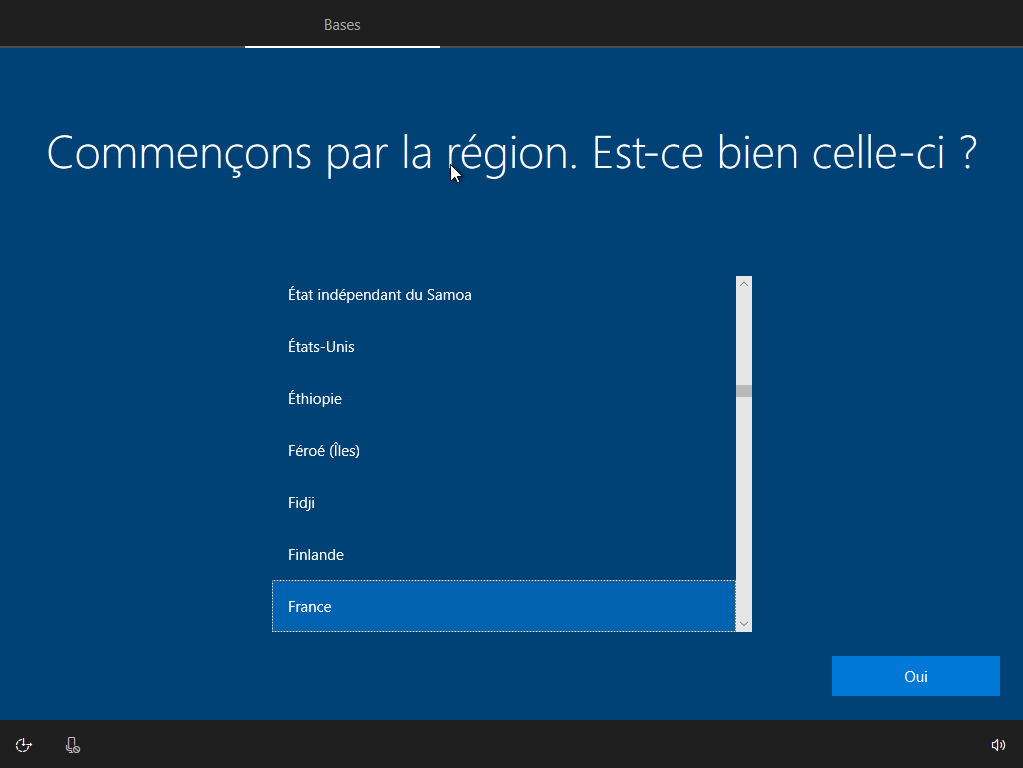 Bases
Commençons par la région. Est-ce bien celle-ci ?
État indépendant du Samoa
États-Unis
Éthiopie
Féroé (Îles)
Fidji
Finlande
France
Oui